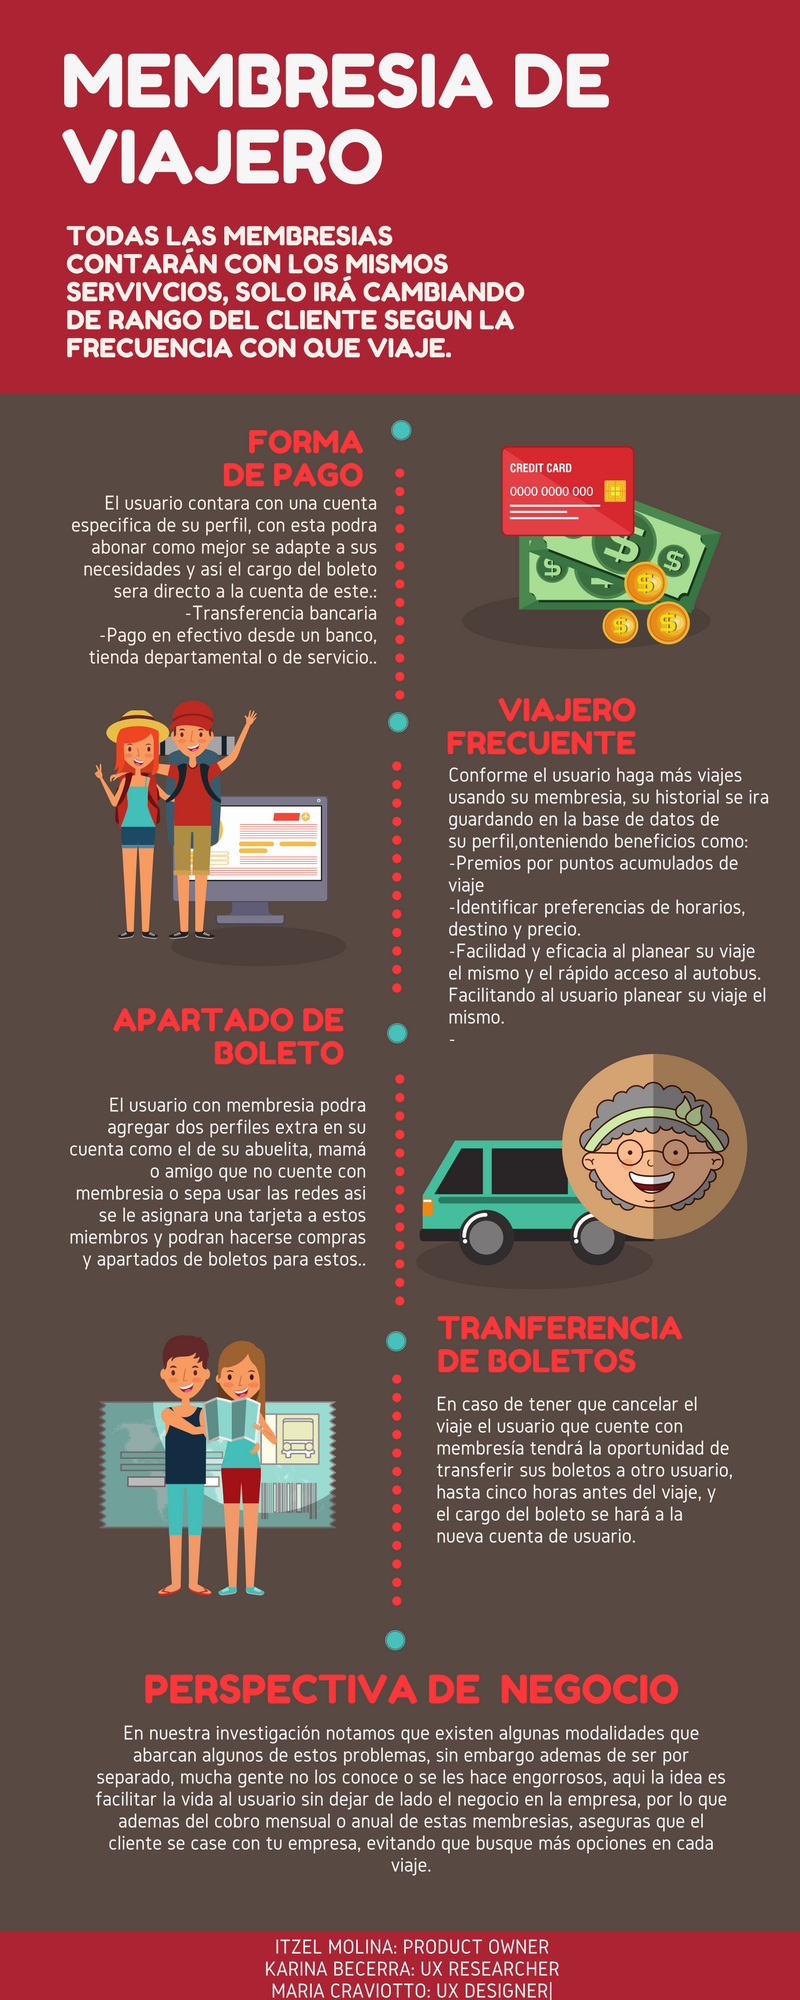 MEMBRESIA DE
VIAJERO
TODAS LAS MEMBRESIAS
CONTARÁN CON LOS MISMOS
SERVIVCIOS, SOLO IRÁ CAMBIANDO
DE RANGO DEL CLIENTE SEGUN LA
FRECUENCIA CON QUE VIAJE.
FORMA
DE PAGO
El usuario contara con una cuenta
especifica de su perfil, con esta podra
abonar como mejor se adapte a sus
necesidades y asi el cargo del boleto
sera directo a la cuenta de este.:
-Transferencia bancaria
-Pago en efectivo desde un banco,
tienda departamental o de servicio..
CREDIT CARD
0000 0000 000
$
$
$
$
$
$
VIAJERO
FRECUENTE
Conforme el usuario haga más viajes
usando su membresia, su historial se ira
guardando en la base de datos de
su perfil,onteniendo beneficios como:
-Premios por puntos acumulados de
viaje
-Identificar preferencias de horarios,
destino y precio.
-Facilidad y eficacia al planear su viaje
el mismo y el rápido acceso al autobus.
Facilitando al usuario planear su viaje el
mismo.
-
APARTADO DE
BOLETO
El usuario con membresia podra
agregar dos perfiles extra en su
cuenta como el de su abuelita, mamá
o amigo que no cuente con
membresia o sepa usar las redes asi
se le asignara una tarjeta a estos
miembros y podran hacerse compras
y apartados de boletos para estos..
TRANFERENCIA
DE BOLETOS
En caso de tener que cancelar el
viaje el usuario que cuente con
membresía tendrá la oportunidad de
transferir sus boletos a otro usuario,
hasta cinco horas antes del viaje, y
el cargo del boleto se hará a la
nueva cuenta de usuario.
PERSPECTIVA DE NEGOCIO
En nuestra investigación notamos que existen algunas modalidades que
abarcan algunos de estos problemas, sin embargo ademas de ser por
separado, mucha gente no los conoce o se les hace engorrosos, aqui la idea es
facilitar la vida al usuario sin dejar de lado el negocio en la empresa, por lo que
ademas del cobro mensual o anual de estas membresias, aseguras que el
cliente se case con tu empresa, evitando que busque más opciones en cada
viaje.
ITZEL MOLINA: PRODUCT OWNER
KARINA BECERRA: UX RESEARCHER
MARIA CRAVIOTTO: UX DESIGNER|